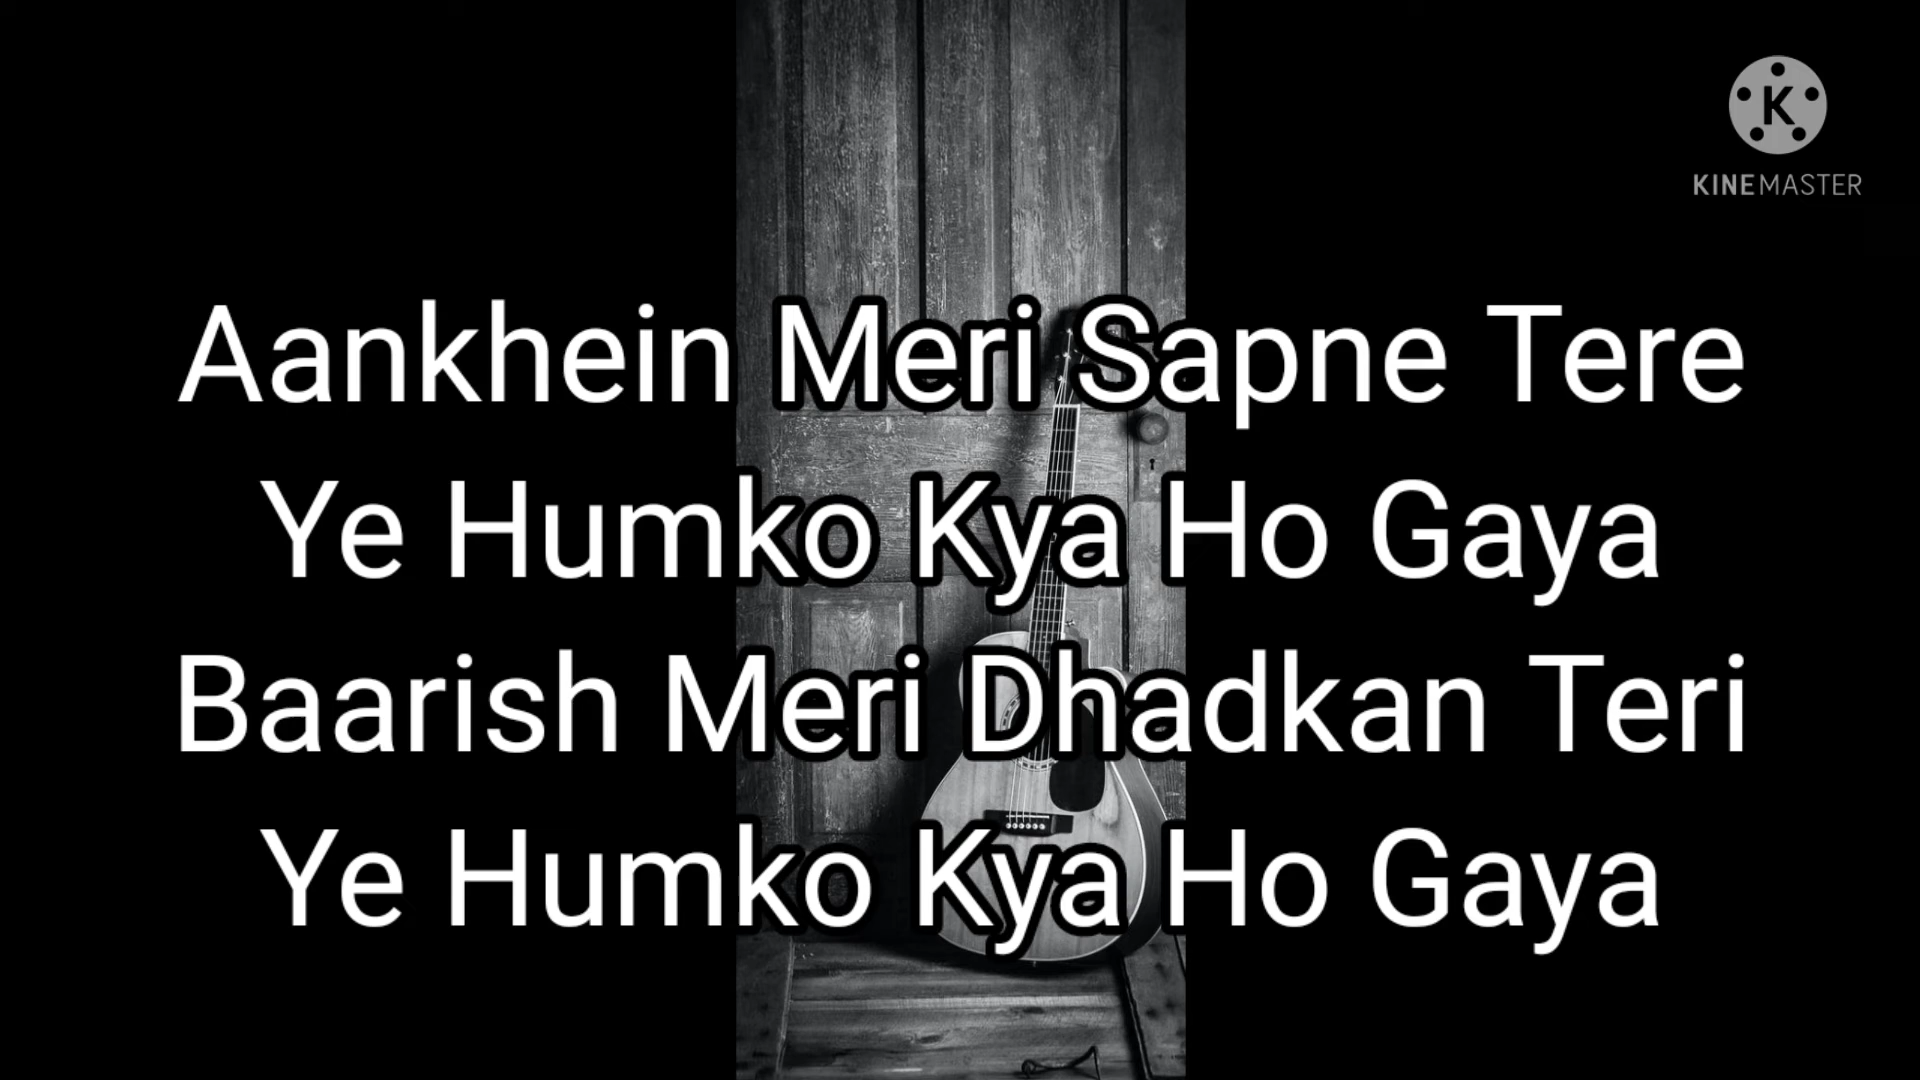 K
KINEMASTER
Aankhein Meri Sapne Tere
Ye Humko Kya Ho Gaya
Baarish Meri Dhadkan Teri
Ye Humko Kya Ho Gaya